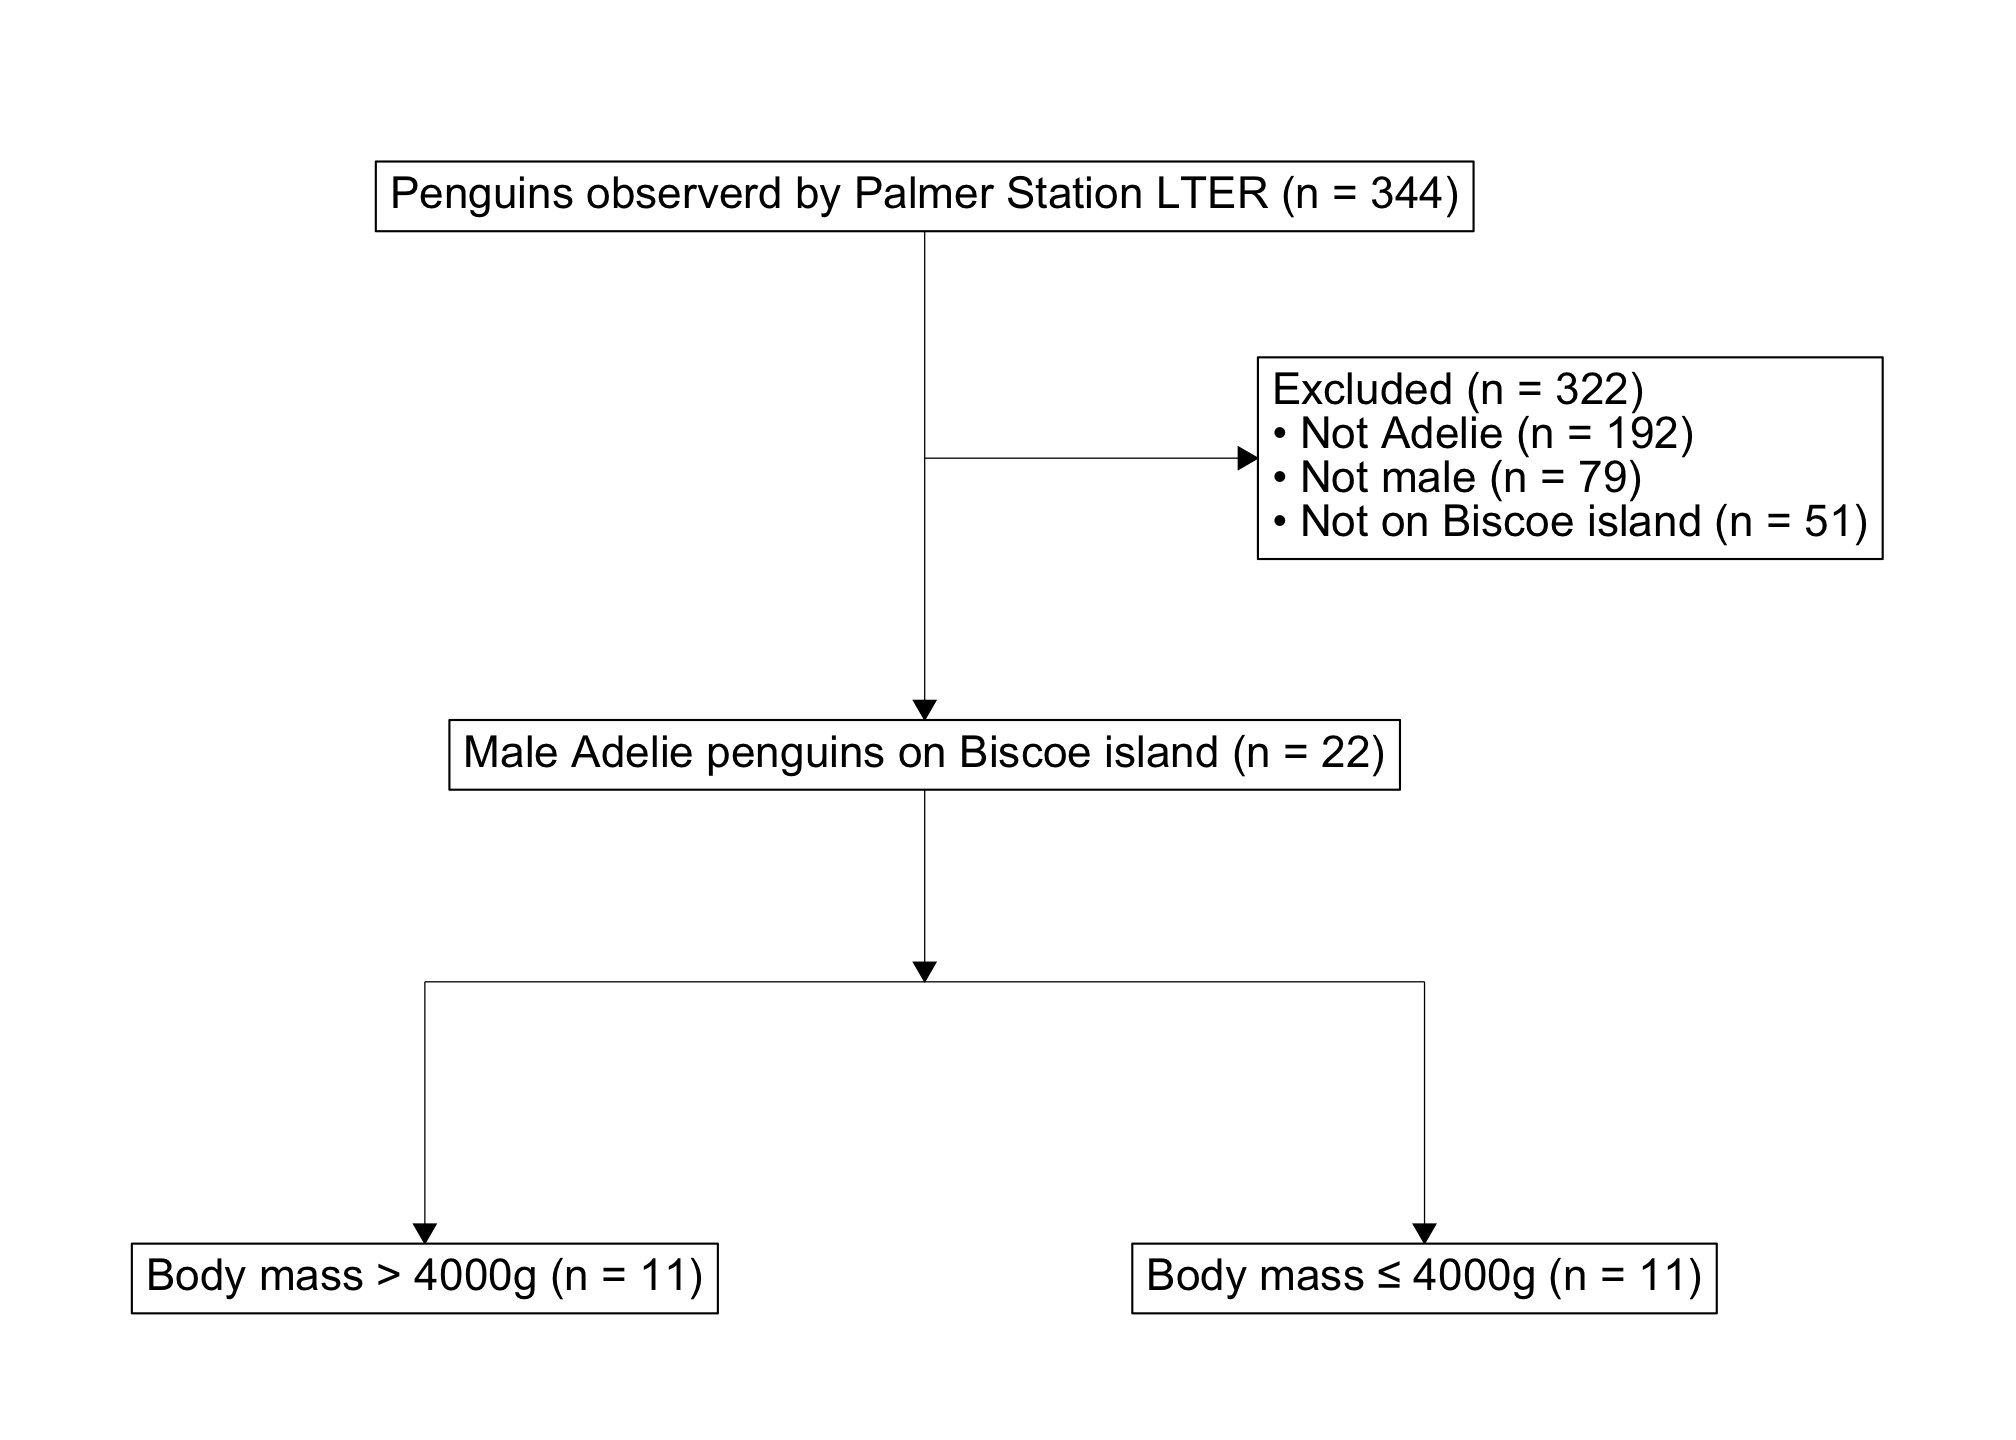 Penguins observerd by Palmer Station LTER (n = 344)
Excluded (n = 322)
• Not Adelie (n = 192)
• Not male (n = 79)
• Not on Biscoe island (n = 51)
Male Adelie penguins on Biscoe island (n = 22)
Body mass > 4000g (n = 11)
Body mass ≤ 4000g (n = 11)